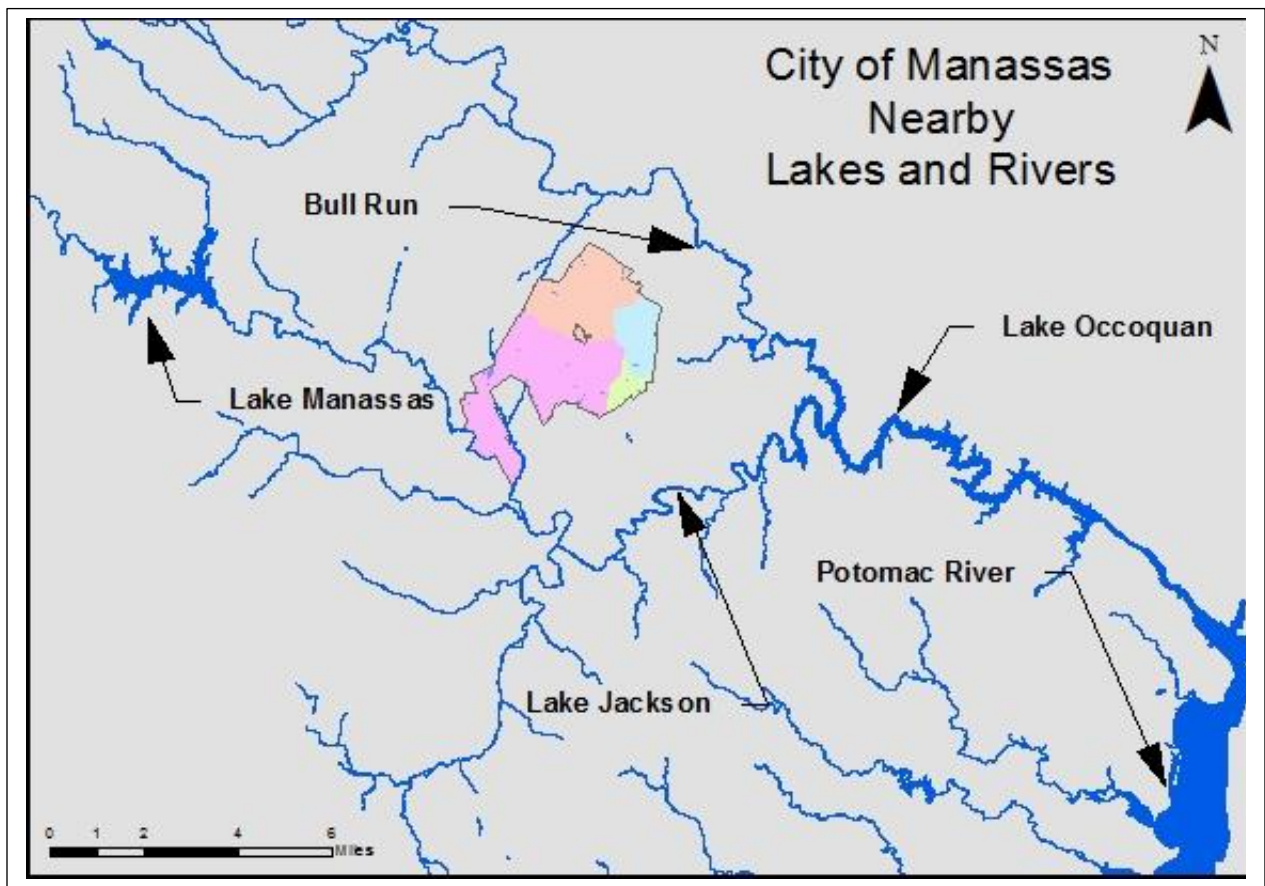 City of Manassas
Nearby
Lakes and Rivers
N
Bull Run
Lake Occoquan
Lake Manassas
Potomac River
Lake Jackson
0 1 2 4 6
Miles